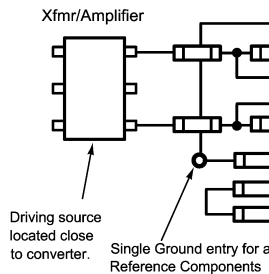 Xfmr/Amplifier
Driving source
located close
to converter.
Single Ground entry for a
Reference Components